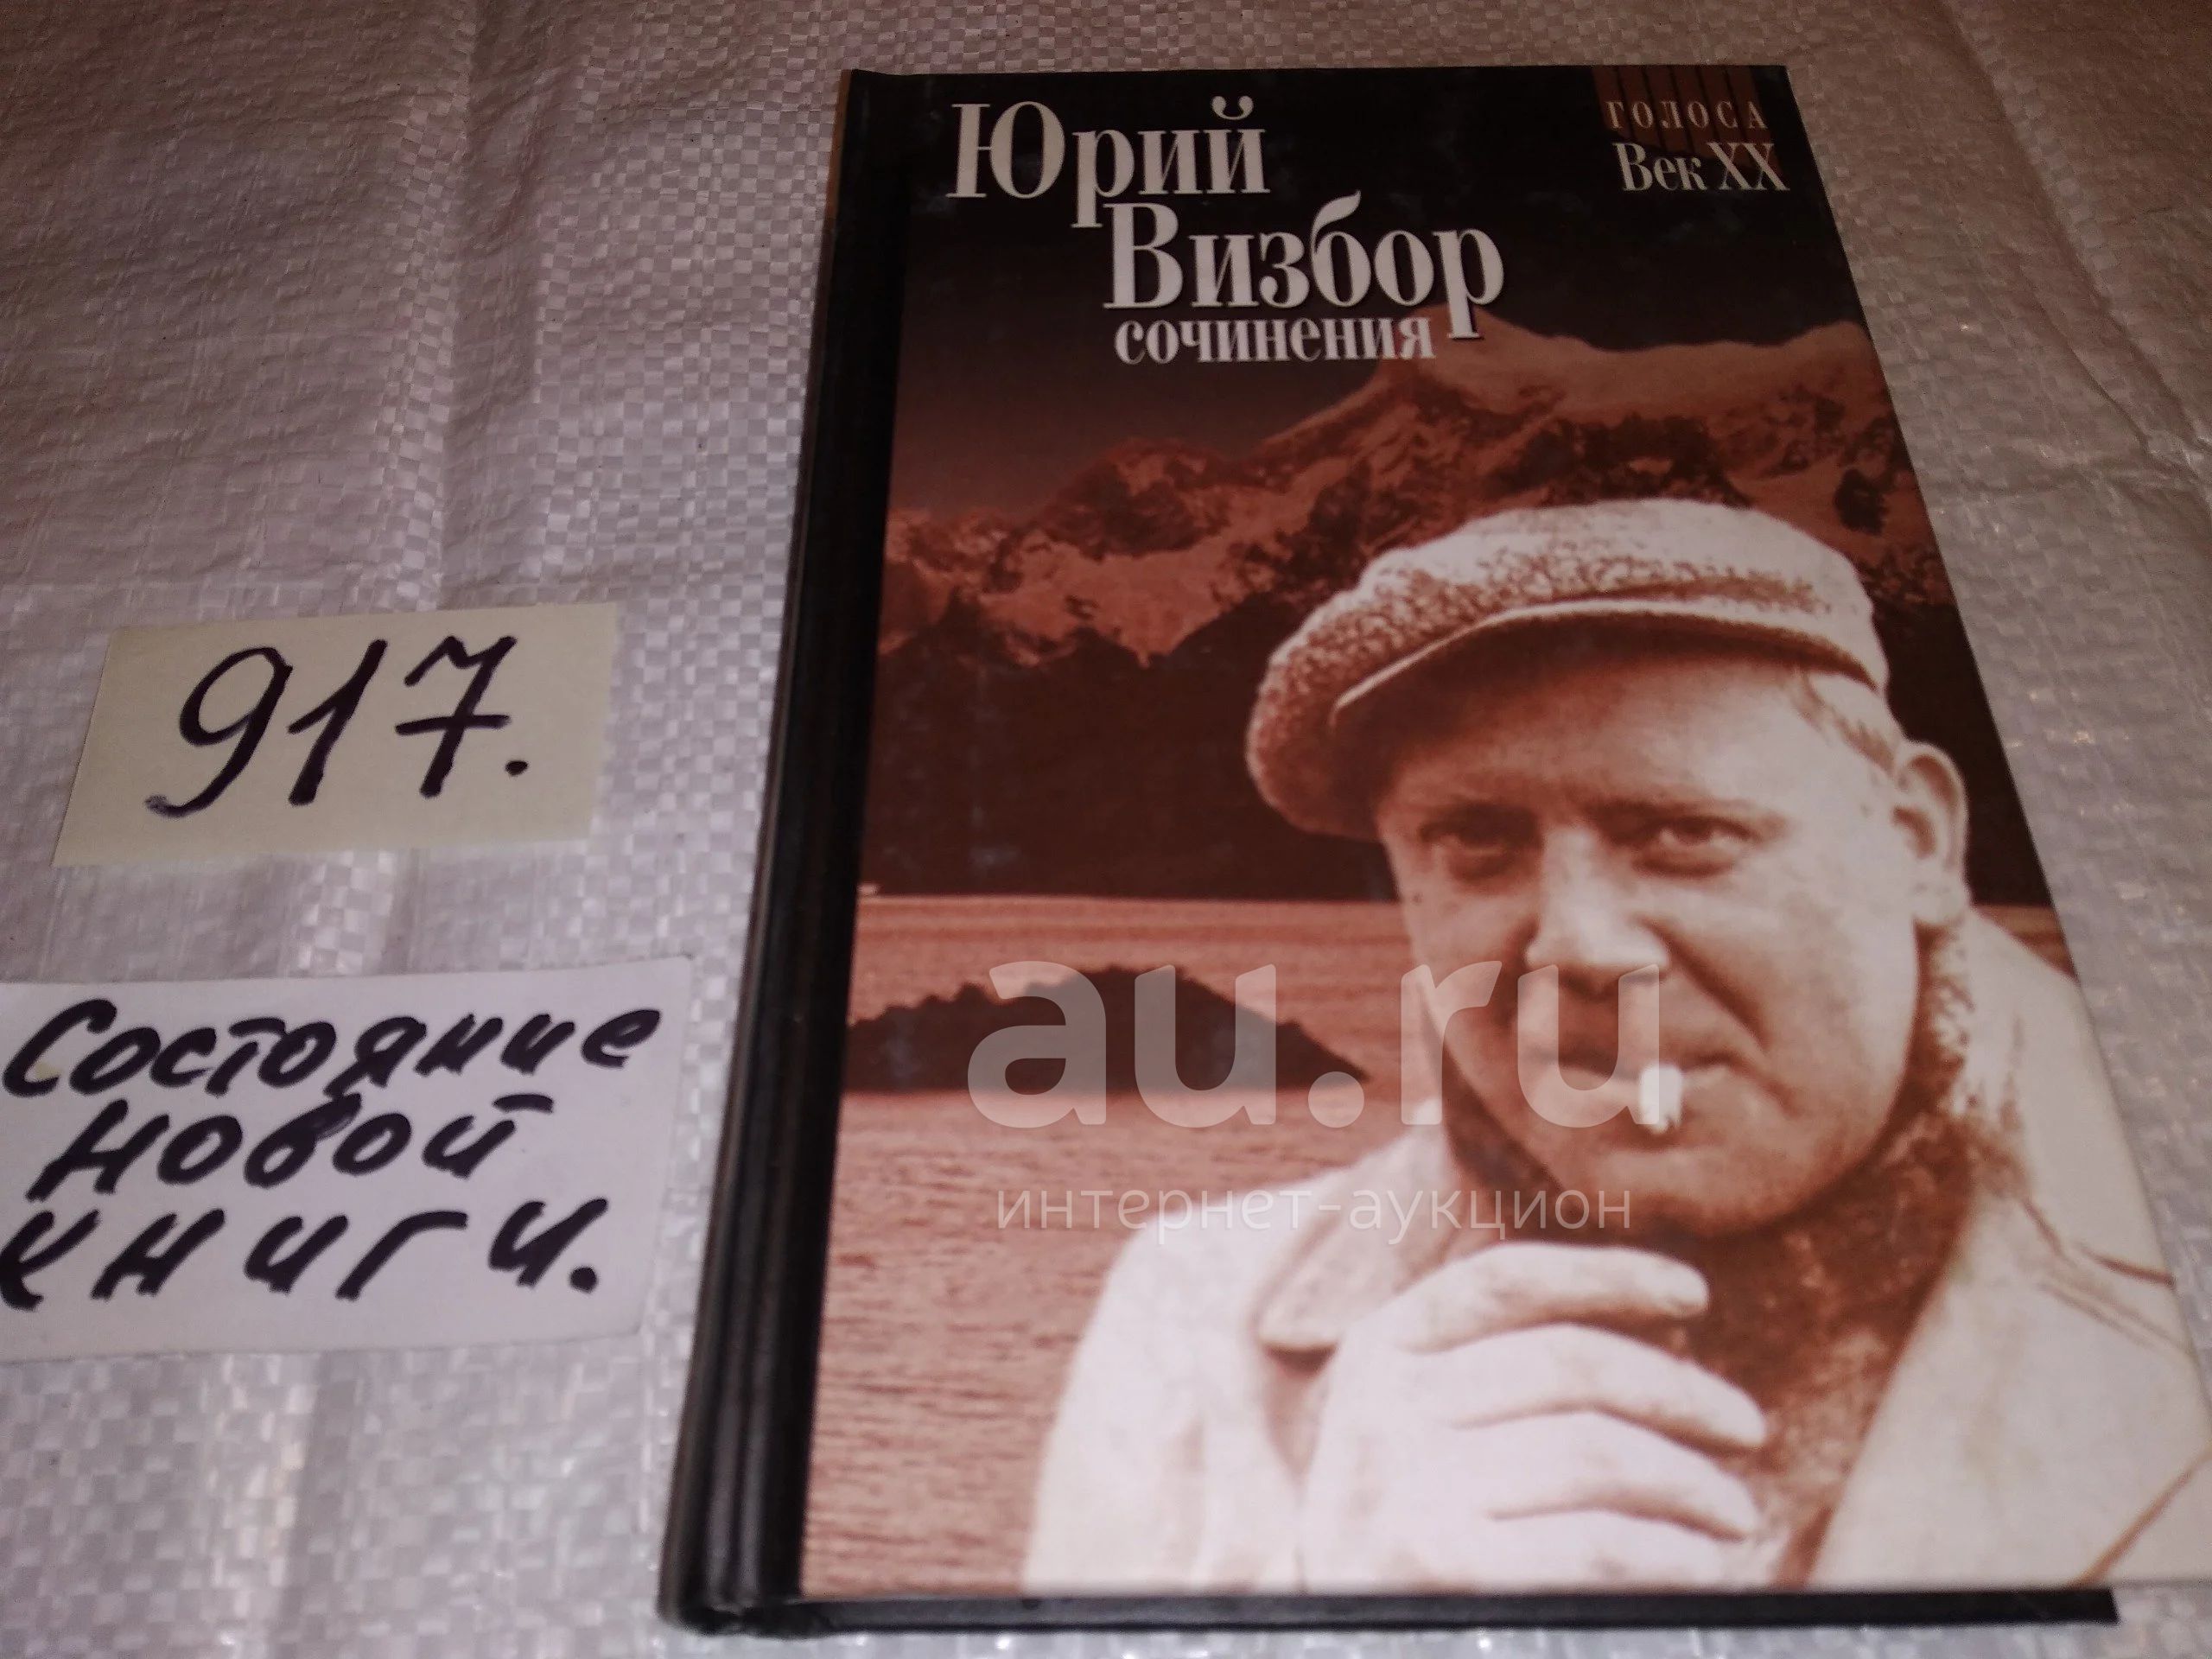 Юрий
Визбор
сочинения
ГОЛОСА
Век XX
917.
Состояние
новой
книги.
au.ru
интернет-аукцион